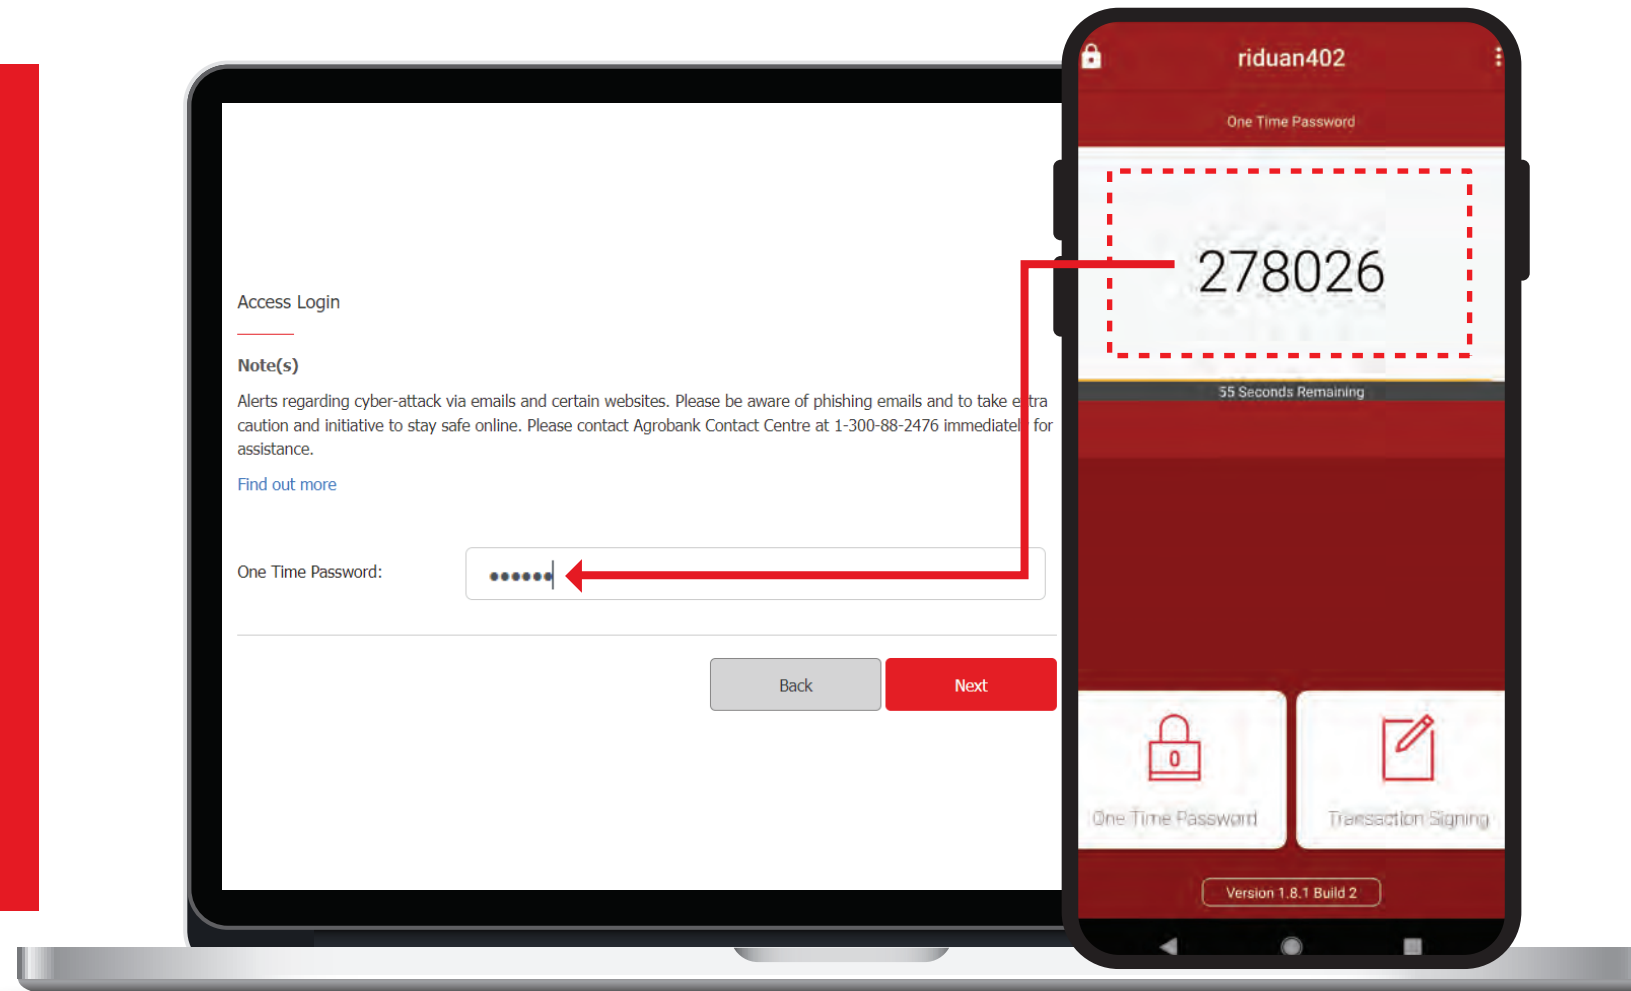 Access Login
Note(s)
Alerts regarding cyber-attack via emails and certain websites. Please be aware of phishing emails and to take extra
caution and initiative to stay safe online. Please contact Agrobank Contact Centre at 1-300-88-2476 immediately for
assistance.
Find out more
One Time Password:
Back
Next
riduan402
One Time Password
278026
55 Seconds Remaining
0
One Time Password
Transaction Signing
Version 1.8.1 Build 2